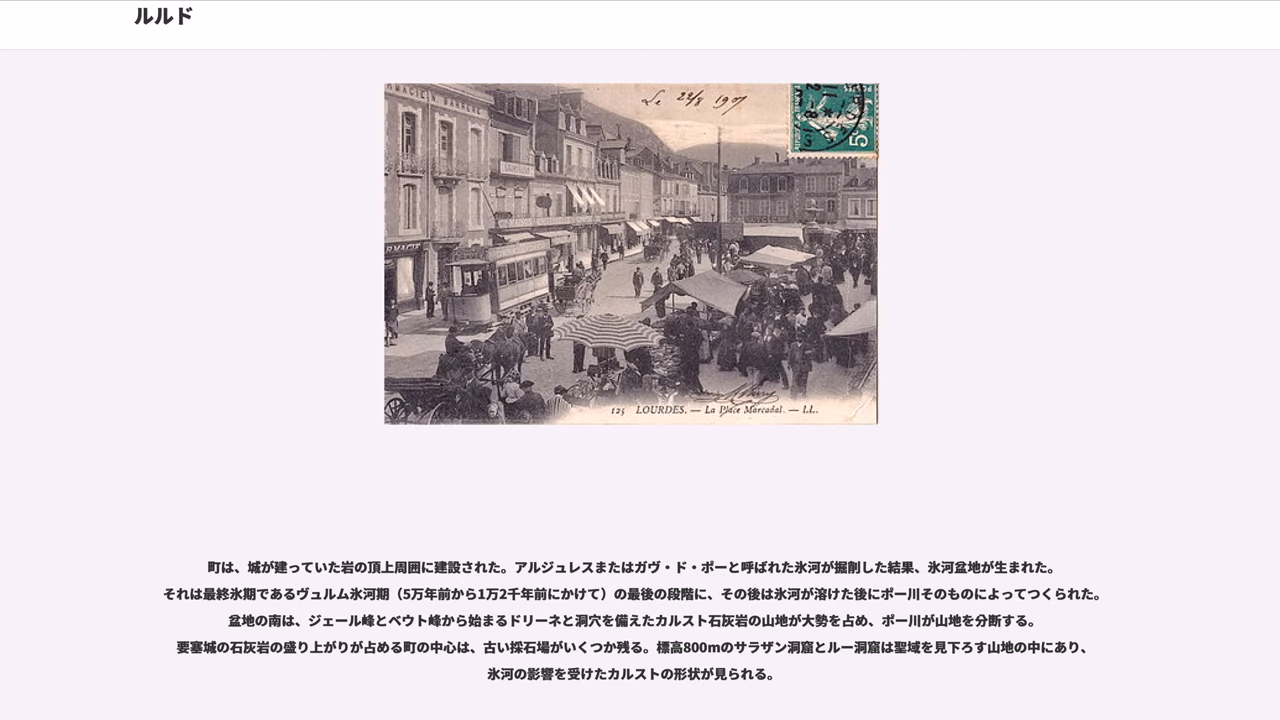 ルルド
Le 22/8 1907
5c
PHARMACIE
125 LOURDES. — La Place Marcadal. — LL.
町は、城が建っていた岩の頂上周囲に建設された。アルジュレスまたはガヴ・ド・ポーと呼ばれた氷河が掘削した結果、氷河盆地が生まれた。
それは最終氷期であるヴュルム氷河期（5万年前から1万2千年前にかけて）の最後の段階に、その後は氷河が溶けた後にポー川そのものによってつくられた。
盆地の南は、ジェール峰とベウト峰から始まるドリーネと洞穴を備えたカルスト石灰岩の山地が大勢を占め、ポー川が山地を分断する。
要塞城の石灰岩の盛り上がりが占める町の中心は、古い採石場がいくつか残る。標高800mのサラザン洞窟とルー洞窟は聖域を見下ろす山地の中にあり、
氷河の影響を受けたカルストの形状が見られる。